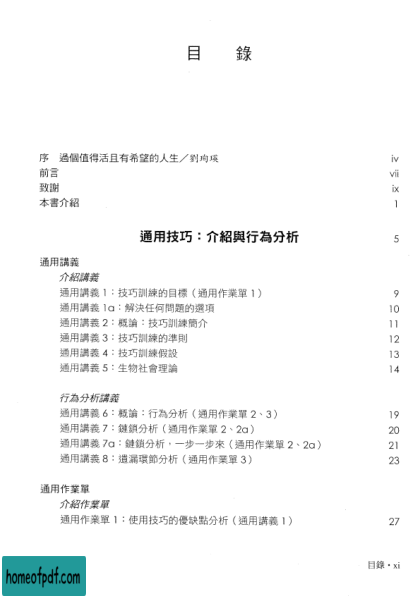 目 錄
序 過個值得活且有希望的人生／劉珣瑛 iv
前言 vii
致謝 ix
本書介紹 1
通用技巧：介紹與行為分析 5
通用講義
介紹講義
通用講義 1：技巧訓練的目標（通用作業單 1） 9
通用講義 1a：解決任何問題的選項 10
通用講義 2：概論：技巧訓練簡介 11
通用講義 3：技巧訓練的準則 12
通用講義 4：技巧訓練假設 13
通用講義 5：生物社會理論 14
行為分析講義
通用講義 6：概論：行為分析（通用作業單 2、3） 19
通用講義 7：鏈鎖分析（通用作業單 2、2a） 20
通用講義 7a：鏈鎖分析，一步一步來（通用作業單 2、2a） 21
通用講義 8：遺漏環節分析（通用作業單 3） 23
通用作業單
介紹作業單
通用作業單 1：使用技巧的優缺點分析（通用講義 1） 27
目錄・xi
homeofpdf.com